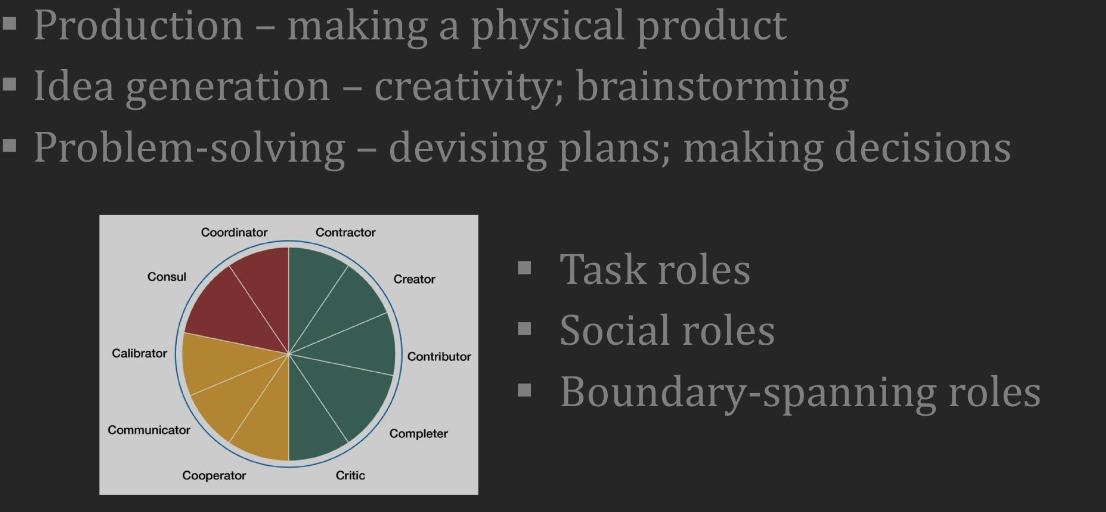 ▪ Production – making a physical product
▪ Idea generation – creativity; brainstorming
▪ Problem-solving – devising plans; making decisions
Coordinator
Contractor
Consul
Creator
Calibrator
Contributor
Communicator
Completer
Cooperator
Critic
▪ Task roles
▪ Social roles
▪ Boundary-spanning roles